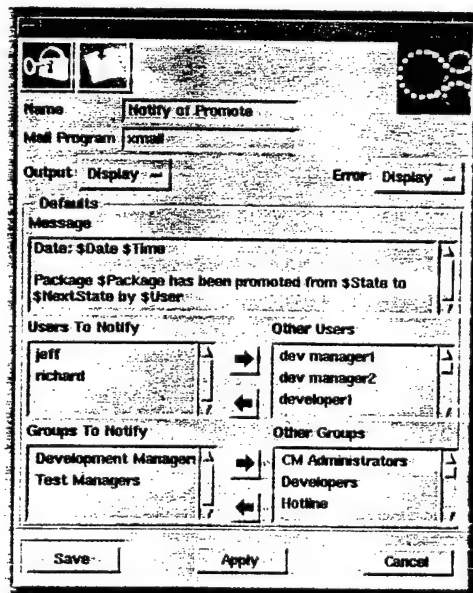 Name Notify of Promote
Mail Program xmail
Output: Display Error: Display
Defaults
Message
Date: $Date $Time
Package $Package has been promoted from $State to
$NextState by $User
Users To Notify
jeff
richard
Other Users
dev manager1
dev manager2
developer1
Groups To Notify
Development Manager
Test Managers
Other Groups
CM Administrators
Developers
Hotline
Save Apply Cancel